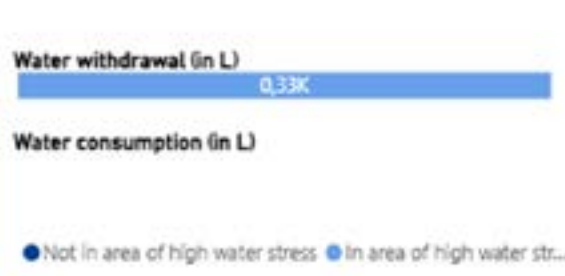 Water withdrawal (in L)
0,33K
Water consumption (in L)
Not in area of high water stress In area of high water str...